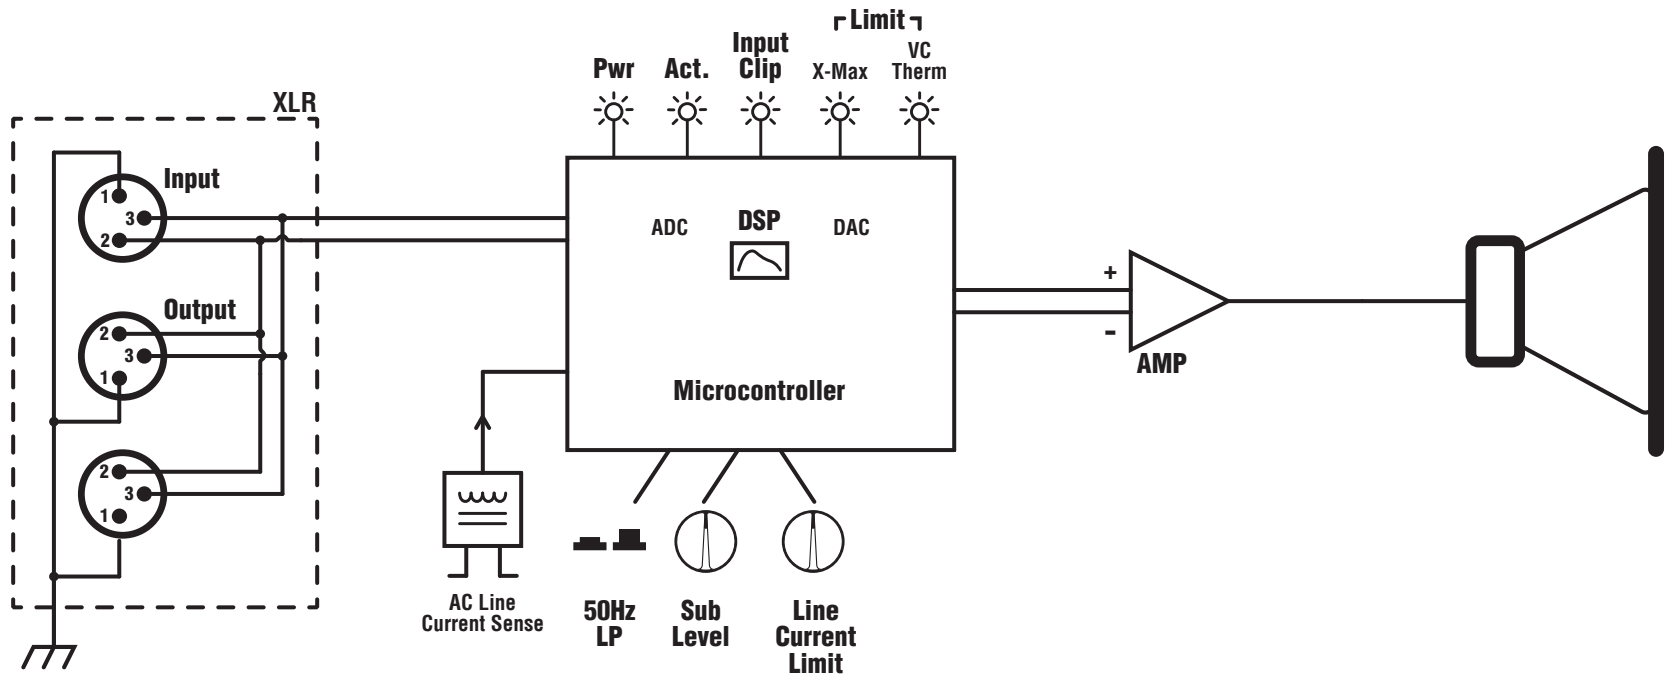 Limit
Input
Clip
VC
Therm
Pwr
Act.
X-Max
XLR
Input
1
3
2
ADC
DSP
DAC
Output
2
3
1
+
-
AMP
Microcontroller
2
3
1
AC Line
Current Sense
50Hz
LP
Sub
Level
Line
Current
Limit